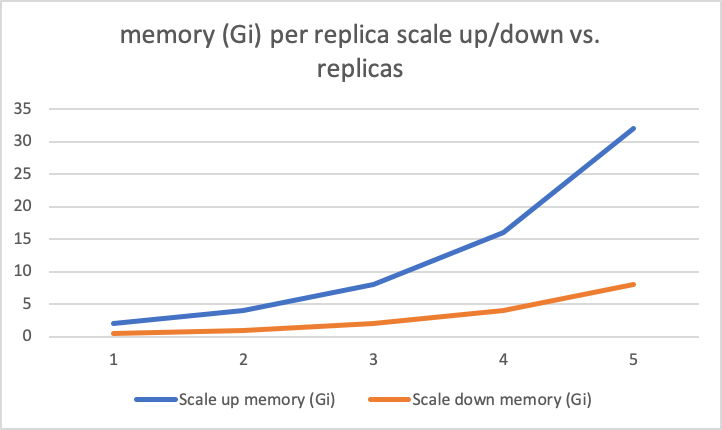 memory (Gi) per replica scale up/down vs.
replicas
35
30
25
20
15
10
5
0
1 2 3 4 5
Scale up memory (Gi) Scale down memory (Gi)